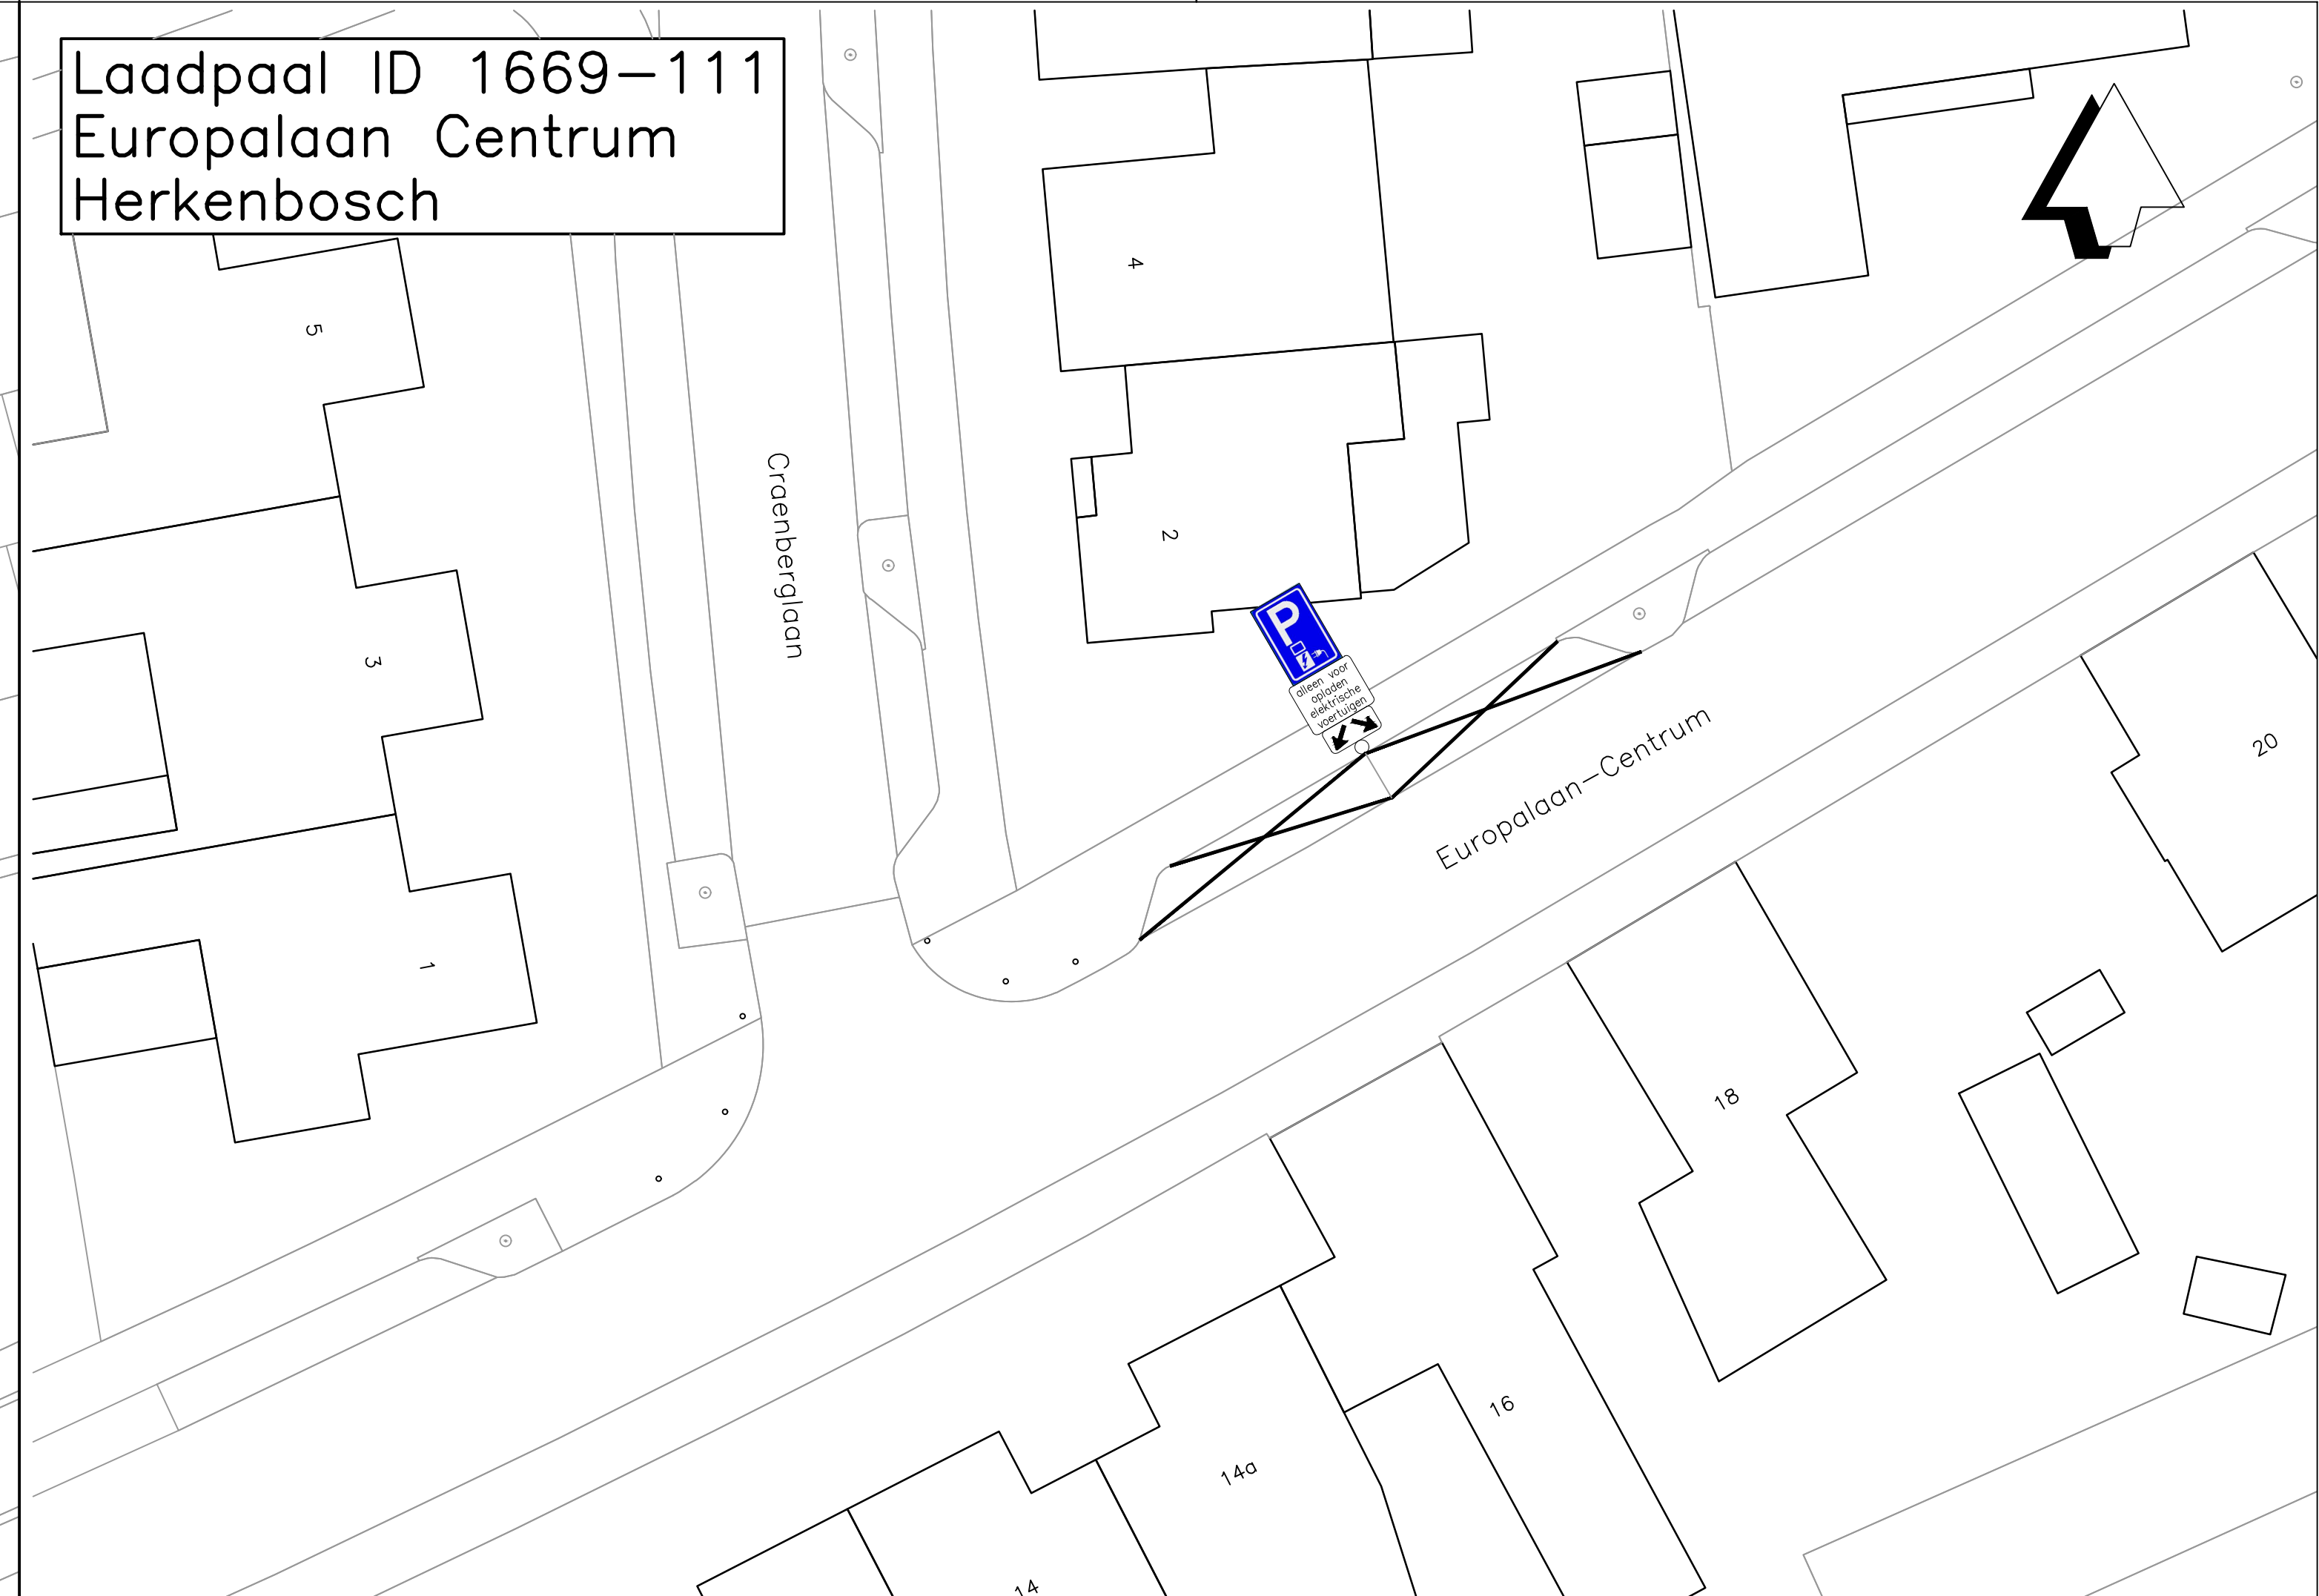 Laadpaal ID 1669-111
Europalaan Centrum
Herkenbosch
4
5
Craenberglaan
2
P
alleen voor
opladen
elektrische
voertuigen
3
Europalaan-Centrum
20
1
18
16
14a
14